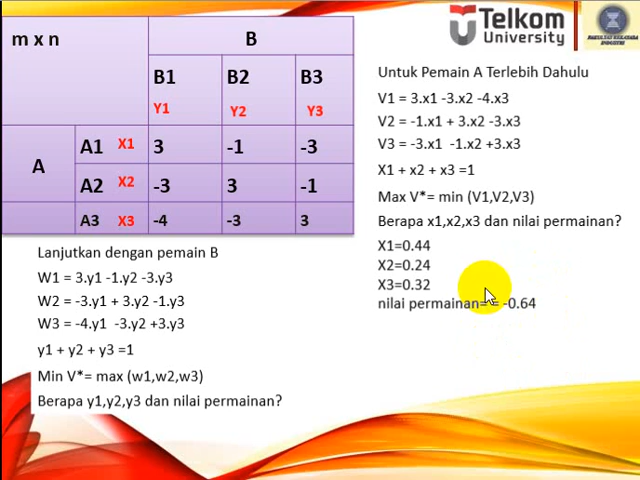 m x n
B
B1 B2 B3
Y1 Y2 Y3
A
A1 X1 3 -1 -3
A2 X2 -3 3 -1
A3 X3 -4 -3 3
Lanjutkan dengan pemain B
W1 = 3.y1 -1.y2 -3.y3
W2 = -3.y1 + 3.y2 -1.y3
W3 = -4.y1 -3.y2 +3.y3
y1 + y2 + y3 =1
Min V*= max (w1,w2,w3)
Berapa y1,y2,y3 dan nilai permainan?
Telkom
University
FAKULTAS REKAYASA
INDUSTRI
Untuk Pemain A Terlebih Dahulu
V1 = 3.x1 -3.x2 -4.x3
V2 = -1.x1 + 3.x2 -3.x3
V3 = -3.x1 -1.x2 +3.x3
X1 + x2 + x3 =1
Max V*= min (V1,V2,V3)
Berapa x1,x2,x3 dan nilai permainan?
X1=0.44
X2=0.24
X3=0.32
nilai permainan= = -0.64